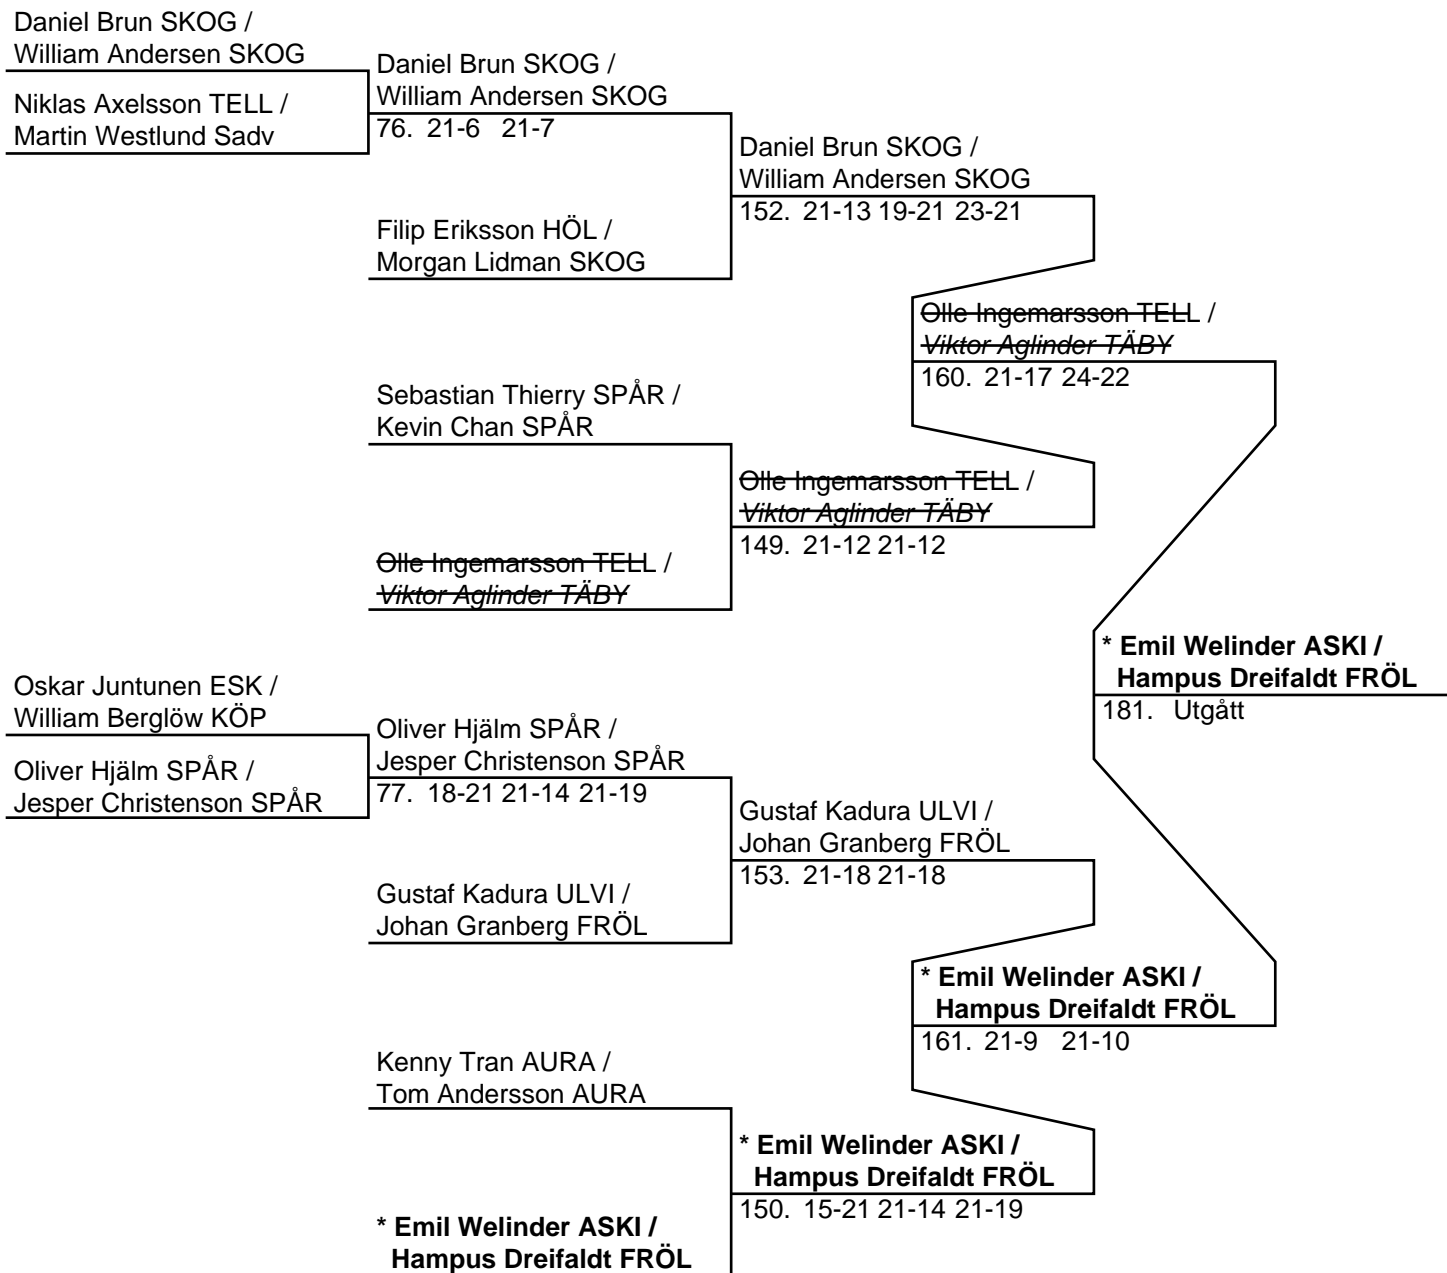 Daniel Brun SKOG /
William Andersen SKOG
Niklas Axelsson TELL /
Martin Westlund Sadv
Daniel Brun SKOG /
William Andersen SKOG
76. 21-6 21-7
Filip Eriksson HÖL /
Morgan Lidman SKOG
Daniel Brun SKOG /
William Andersen SKOG
152. 21-13 19-21 23-21
Sebastian Thierry SPÅR /
Kevin Chan SPÅR
Olle Ingemarsson TELL /
Viktor Aglinder TÄBY
Olle Ingemarsson TELL /
Viktor Aglinder TÄBY
149. 21-12 21-12
Olle Ingemarsson TELL /
Viktor Aglinder TÄBY
160. 21-17 24-22
Oskar Juntunen ESK /
William Berglöw KÖP
Oliver Hjälm SPÅR /
Jesper Christenson SPÅR
Oliver Hjälm SPÅR /
Jesper Christenson SPÅR
77. 18-21 21-14 21-19
Gustaf Kadura ULVI /
Johan Granberg FRÖL
Gustaf Kadura ULVI /
Johan Granberg FRÖL
153. 21-18 21-18
Kenny Tran AURA /
Tom Andersson AURA
* Emil Welinder ASKI /
Hampus Dreifaldt FRÖL
* Emil Welinder ASKI /
Hampus Dreifaldt FRÖL
150. 15-21 21-14 21-19
* Emil Welinder ASKI /
Hampus Dreifaldt FRÖL
161. 21-9 21-10
* Emil Welinder ASKI /
Hampus Dreifaldt FRÖL
181. Utgått